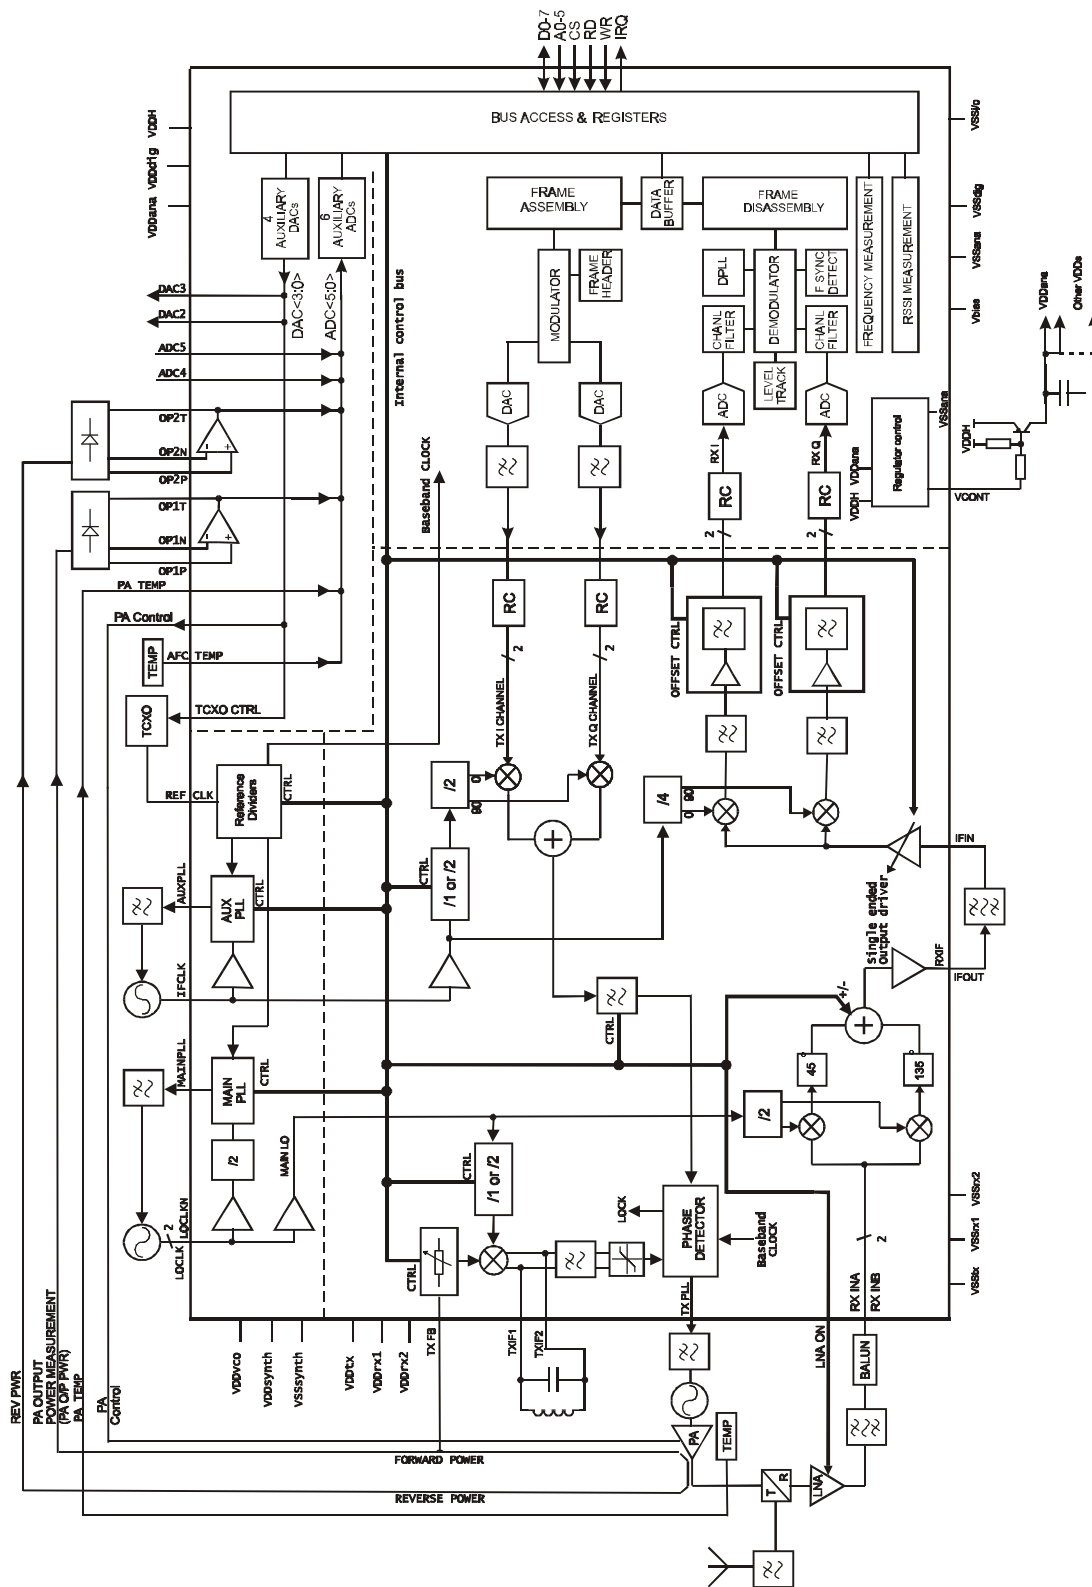 D0-7
A0-5
CS
RD
WR
IRQ
BUS ACCESS & REGISTERS
VDDana
VDDdig
VDDH
VSSi/o
VSSdig
VSSana
Vbias
4
AUXILIARY
DACs
6
AUXILIARY
ADCs
FRAME
ASSEMBLY
DATA
BUFFER
FRAME
DISASSEMBLY
FREQUENCY MEASUREMENT
RSSI MEASUREMENT
MODULATOR
FRAME
HEADER
DPLL
DEMODULATOR
F SYNC
DETECT
CHANL
FILTER
CHANL
FILTER
LEVEL
TRACK
DAC<3:0>
ADC<5:0>
Internal control bus
DAC3
DAC2
ADC5
ADC4
OP2T
OP2N
OP2P
OP1T
OP1N
OP1P
PA TEMP
PA Control
TEMP
AFC TEMP
TCXO
TCXO CTRL
REF CLK
Baseband CLOCK
DAC
DAC
ADC
ADC
RX I
RX Q
RC
RC
2
2
VDDana
Other VDDs
VDDH
VSSana
Regulator control
VDDH
VDDana
VCONT
RC
RC
2
2
TX I CHANNEL
TX Q CHANNEL
OFFSET CTRL
OFFSET CTRL
Reference
Dividers
CTRL
/2
0
90
/4
0
90
CTRL
/1 or /2
AUXPLL
AUX
PLL
CTRL
IFCLK
IFIN
single ended
Output driver
RXIF
IFOUT
MAINPLL
MAIN
PLL
CTRL
CTRL
+/-
45
135
/2
MAIN LO
/2
2
LOCLK
LOCLKN
CTRL
/1 or /2
CTRL
LOCK
PHASE
DETECTOR
Baseband
CLOCK
TX PLL
TXIF1
TXIF2
TX FB
RX INA
RX INB
2
VSSrx2
VSSrx1
VSStx
VDDvco
VDDsynth
VSSsynth
VDDtx
VDDrx1
VDDrx2
LNA ON
BALUN
REV PWR
PA OUTPUT
POWER MEASUREMENT
(PA O/P PWR)
PA TEMP
PA
Control
PA
TEMP
FORWARD POWER
REVERSE POWER
T
R
LNA